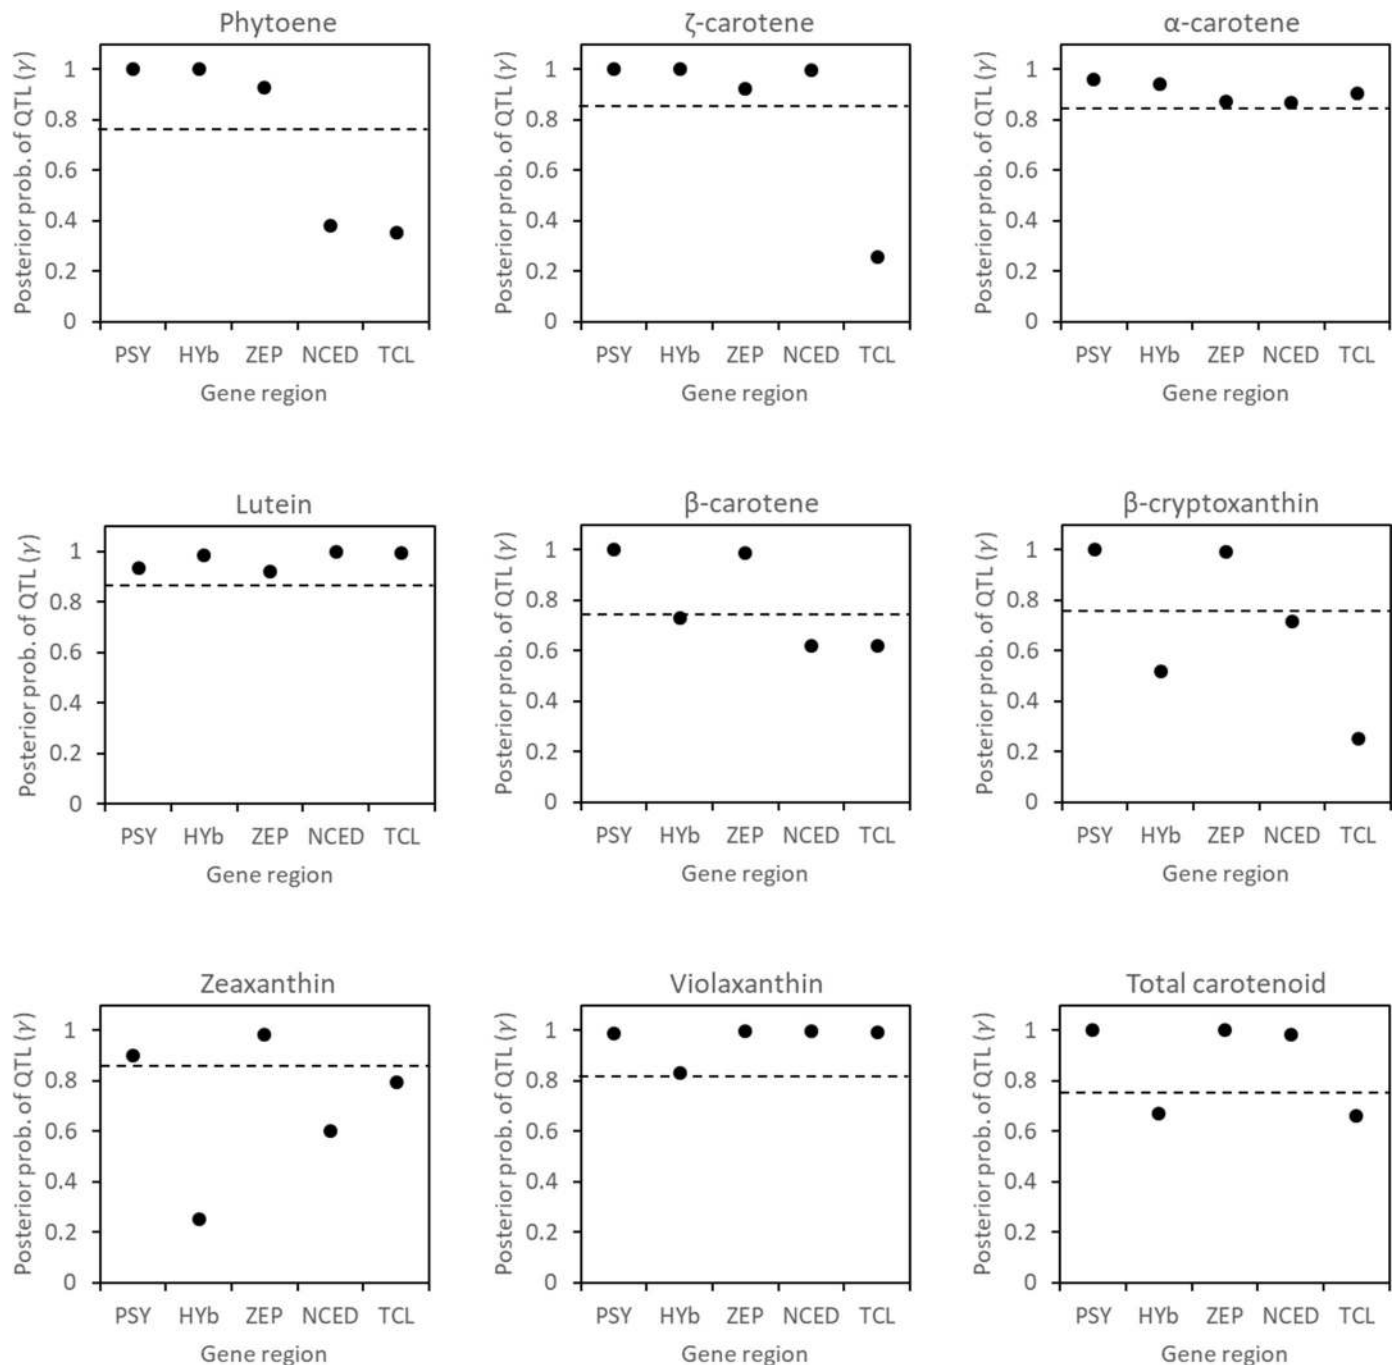 Phytoene
Posterior prob. of QTL (γ)
1
0.8
0.6
0.4
0.2
0
PSY HYb ZEP NCED TCL
Gene region
ζ-carotene
Posterior prob. of QTL (γ)
1
0.8
0.6
0.4
0.2
0
PSY HYb ZEP NCED TCL
Gene region
α-carotene
Posterior prob. of QTL (γ)
1
0.8
0.6
0.4
0.2
0
PSY HYb ZEP NCED TCL
Gene region
Lutein
Posterior prob. of QTL (γ)
1
0.8
0.6
0.4
0.2
0
PSY HYb ZEP NCED TCL
Gene region
β-carotene
Posterior prob. of QTL (γ)
1
0.8
0.6
0.4
0.2
0
PSY HYb ZEP NCED TCL
Gene region
β-cryptoxanthin
Posterior prob. of QTL (γ)
1
0.8
0.6
0.4
0.2
0
PSY HYb ZEP NCED TCL
Gene region
Zeaxanthin
Posterior prob. of QTL (γ)
1
0.8
0.6
0.4
0.2
0
PSY HYb ZEP NCED TCL
Gene region
Violaxanthin
Posterior prob. of QTL (γ)
1
0.8
0.6
0.4
0.2
0
PSY HYb ZEP NCED TCL
Gene region
Total carotenoid
Posterior prob. of QTL (γ)
1
0.8
0.6
0.4
0.2
0
PSY HYb ZEP NCED TCL
Gene region